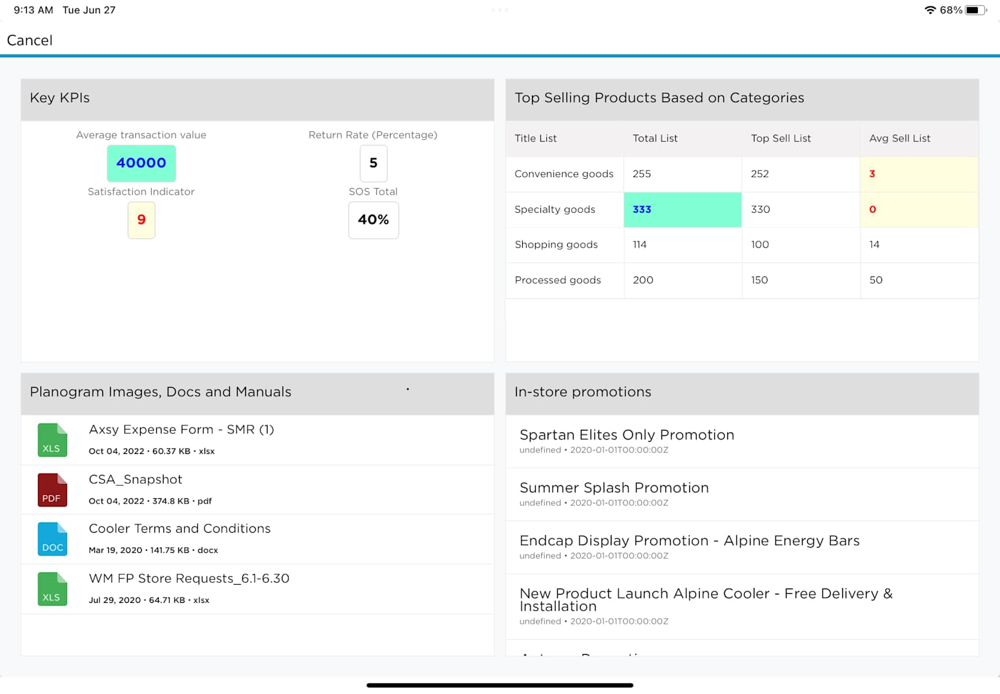 9:13 AM Tue Jun 27
68%
Cancel
Key KPIs
Average transaction value
Return Rate (Percentage)
40000
5
Satisfaction Indicator
SOS Total
9
40%
Top Selling Products Based on Categories
Title List Total List Top Sell List Avg Sell List
Convenience goods 255 252 3
Specialty goods 333 330 0
Shopping goods 114 100 14
Processed goods 200 150 50
Planogram Images, Docs and Manuals
XLS
Axsy Expense Form - SMR (1)
Oct 04, 2022 • 60.37 KB • xlsx
PDF
CSA_Snapshot
Oct 04, 2022 • 374.8 KB • pdf
DOC
Cooler Terms and Conditions
Mar 19, 2020 • 141.75 KB • docx
XLS
WM FP Store Requests_6.1-6.30
Jul 29, 2020 • 64.71 KB • xlsx
In-store promotions
Spartan Elites Only Promotion
undefined • 2020-01-01T00:00:00Z
Summer Splash Promotion
undefined • 2020-01-01T00:00:00Z
Endcap Display Promotion - Alpine Energy Bars
undefined • 2020-01-01T00:00:00Z
New Product Launch Alpine Cooler - Free Delivery &
Installation
undefined • 2020-01-01T00:00:00Z